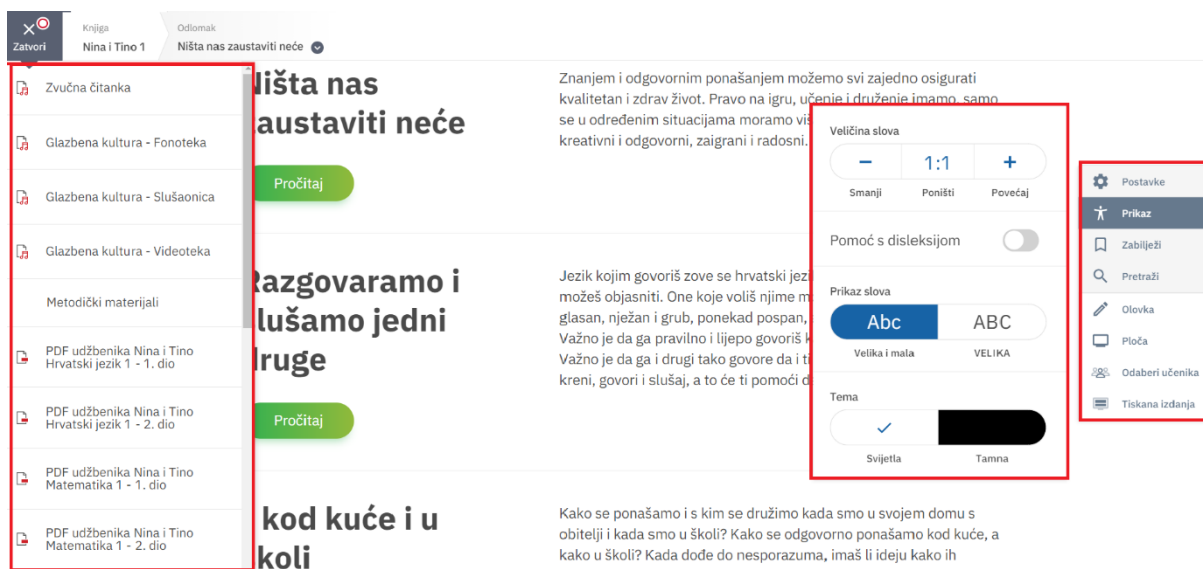 Zatvori
Knjiga
Nina i Tino 1
Odlomak
Ništa nas zaustaviti neće
Zvučna čitanka
Glazbena kultura - Fonoteka
Glazbena kultura - Slušaonica
Glazbena kultura - Videoteka
Metodički materijali
PDF udžbenika Nina i Tino
Hrvatski jezik 1 - 1. dio
PDF udžbenika Nina i Tino
Hrvatski jezik 1 - 2. dio
PDF udžbenika Nina i Tino
Matematika 1 - 1. dio
PDF udžbenika Nina i Tino
Matematika 1 - 2. dio
Ništa nas
zaustaviti neće
Pročitaj
Znanjem i odgovornim ponašanjem možemo svi zajedno osigurati
kvalitetan i zdrav život. Pravo na igru, učenje i druženje imamo, samo
se u određenim situacijama moramo
kreativni i odgovorni, zaigrani i radosni.
Razgovaramo i
slušamo jedni
druge
Pročitaj
Jezik kojim govoriš zove se hrvatski
možeš objasniti. One koje voliš njime
glasan, nježan i grub, ponekad pospan,
Važno je da ga pravilno i lijepo govoriš
Važno je da ga i drugi tako govore da i
kreni, govori i slušaj, a to će ti pomoći
kod kuće i u
školi
Kako se ponašamo i s kim se družimo kada smo u svojem domu s
obitelji i kada smo u školi? Kako se odgovorno ponašamo kod kuće, a
kako u školi? Kada dođe do nesporazuma, imaš li ideju kako ih
Veličina slova
− 1:1 +
Smanji Poništi Povećaj
Pomoć s disleksijom
Prikaz slova
Abc ABC
Velika i mala VELIKA
Tema
Svijetla Tamna
Postavke
Prikaz
Zabilježi
Pretraži
Olovka
Ploča
Odaberi učenika
Tiskana izdanja